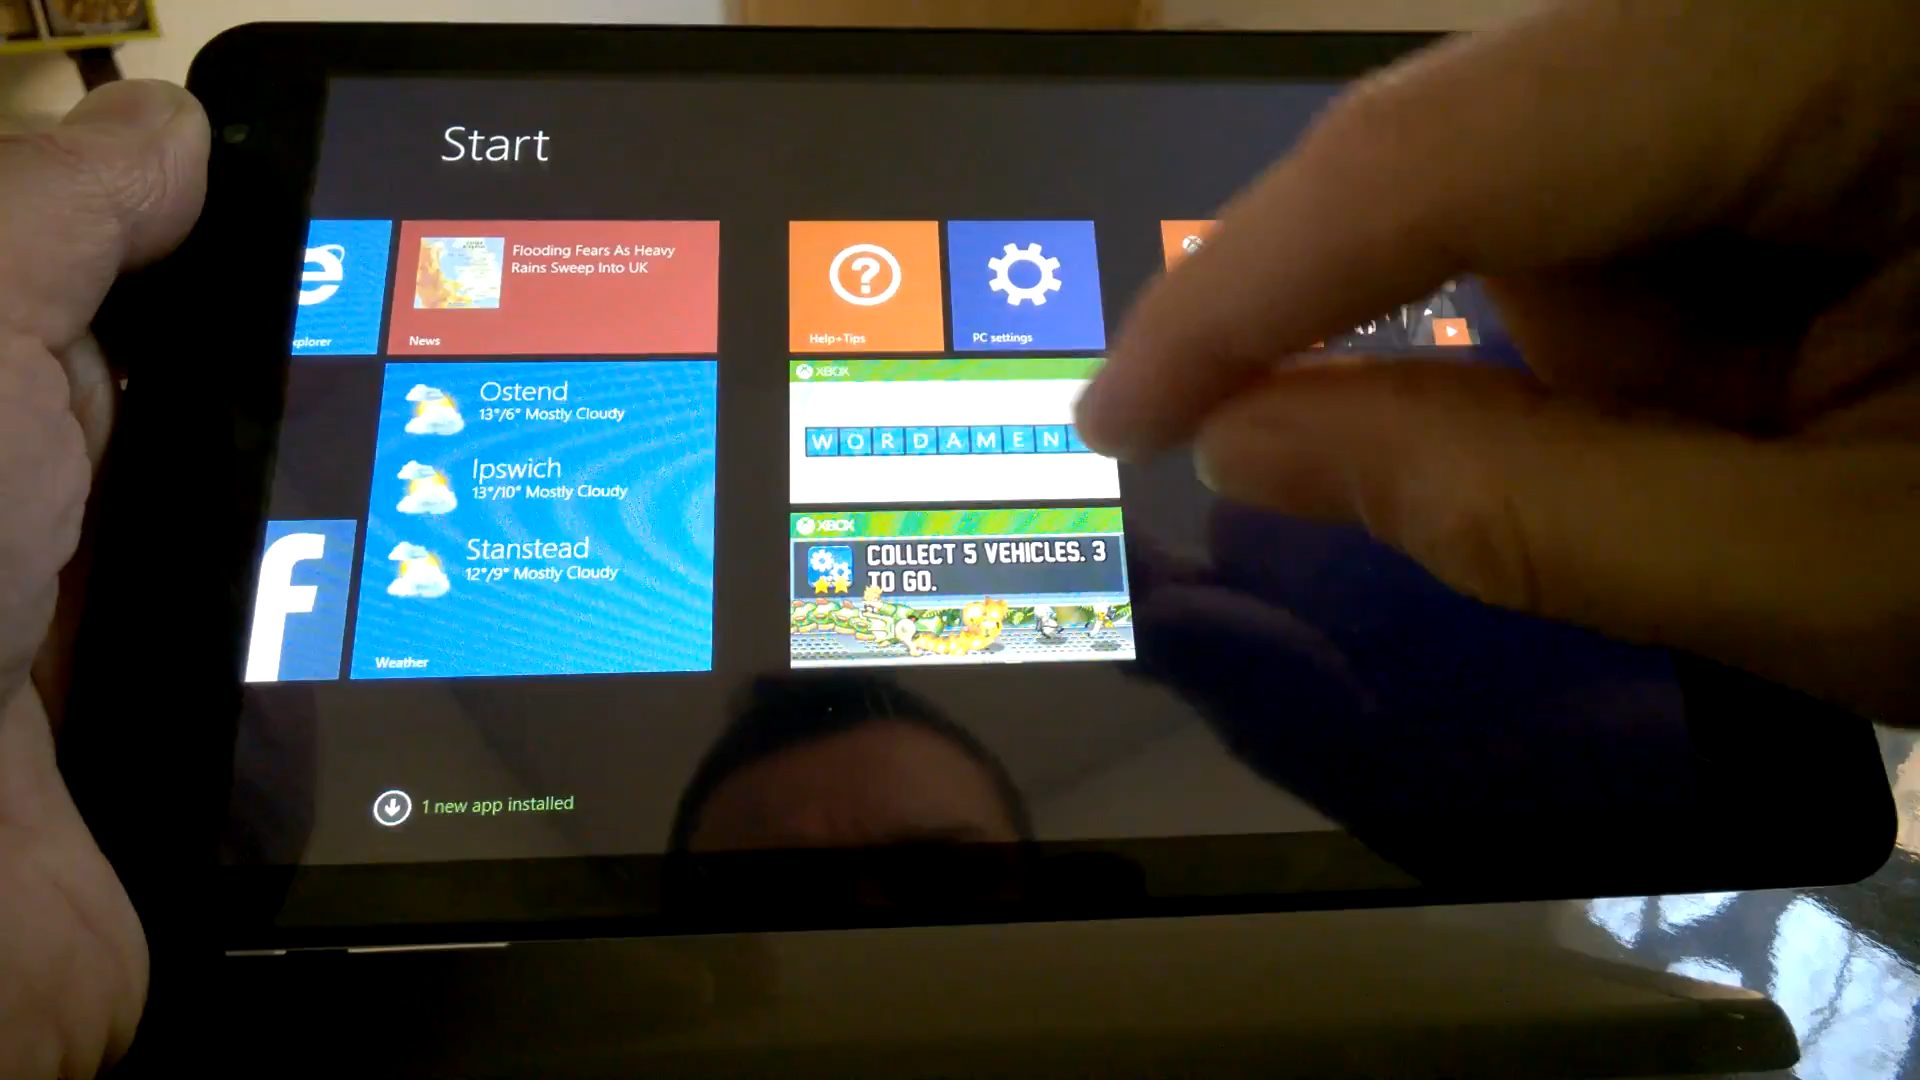 Start
xplorer
Flooding Fears As Heavy
Rains Sweep Into UK
News
Help+Tips
PC settings
XBOX
WORDAMEN
Ostend
13°/6° Mostly Cloudy
Ipswich
13°/10° Mostly Cloudy
Stanstead
12°/9° Mostly Cloudy
Weather
XBOX
COLLECT 5 VEHICLES. 3
TO GO.
f
1 new app installed